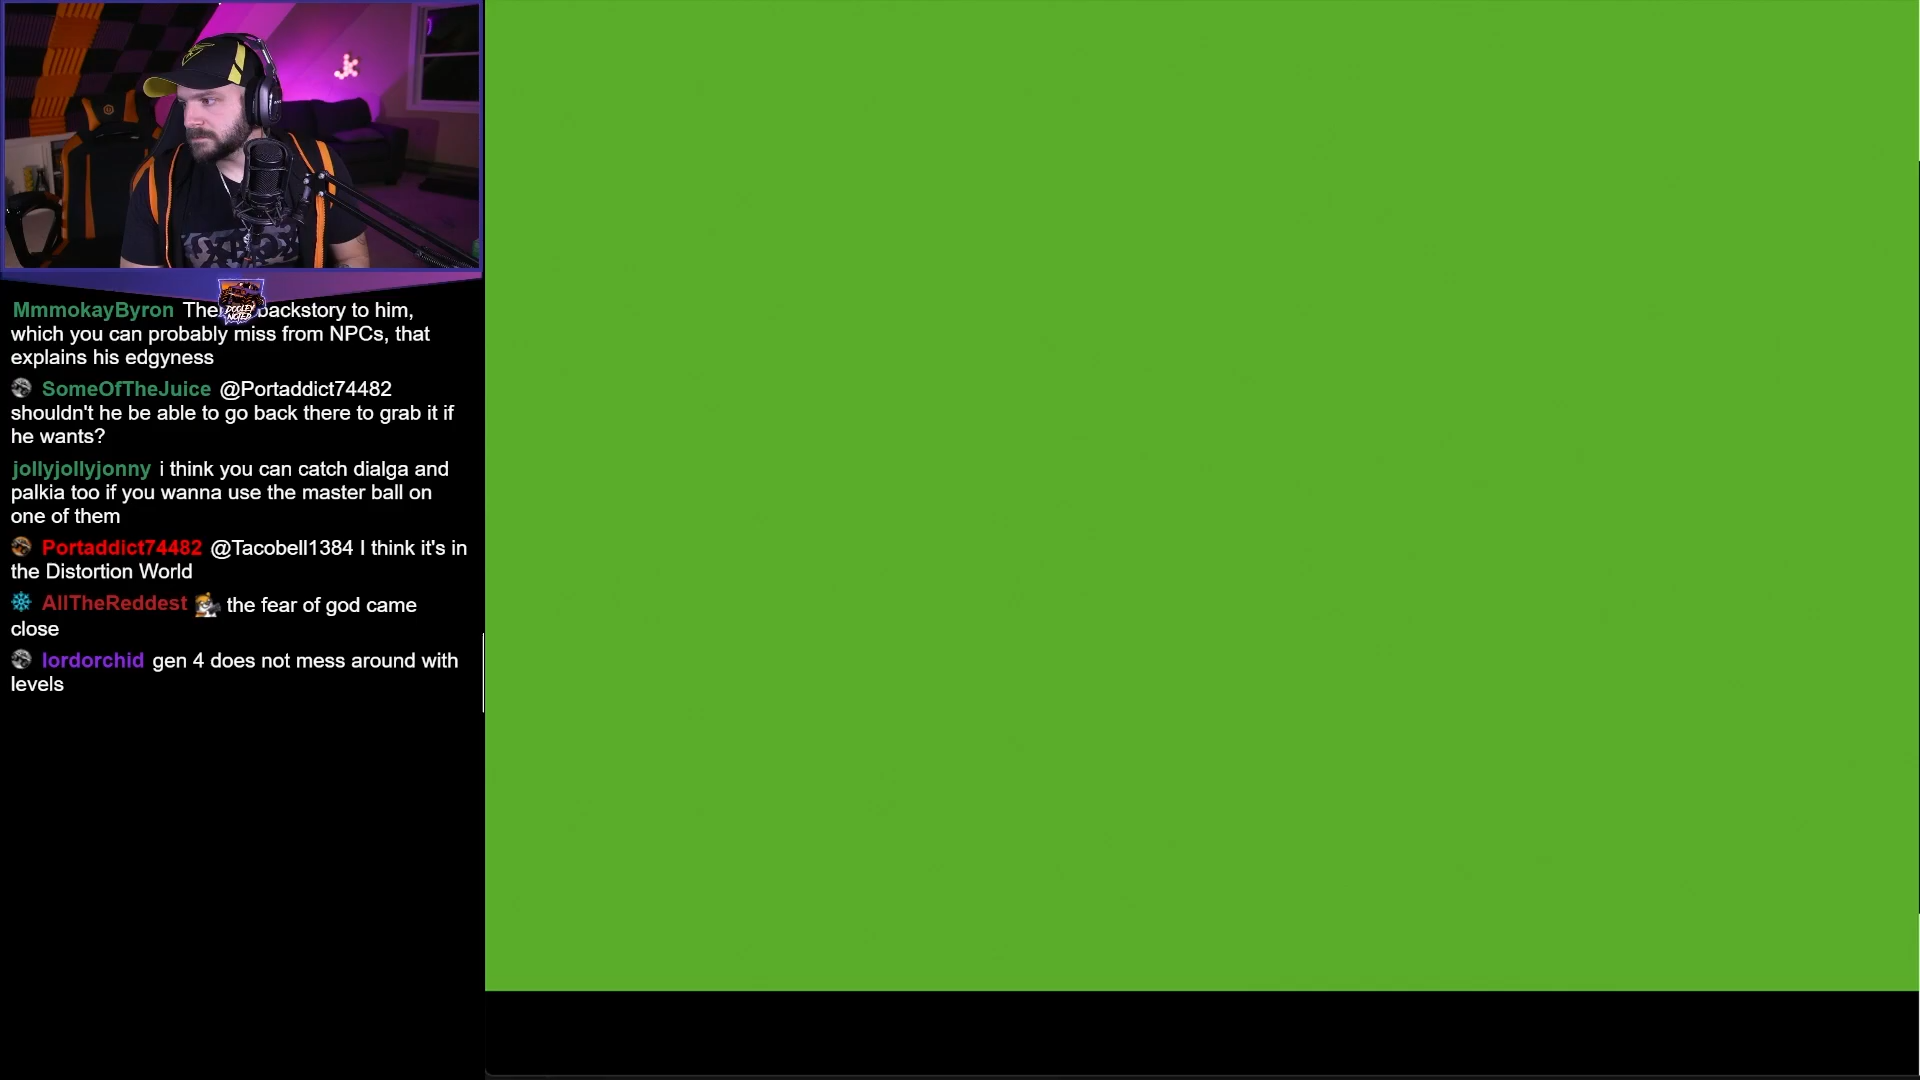 MmmokayByron The backstory to him,
which you can probably miss from NPCs, that
explains his edgyness
SomeOfTheJuice @Portaddict74482
shouldn't he be able to go back there to grab it if
he wants?
jollyjollyjonny i think you can catch dialga and
palkia too if you wanna use the master ball on
one of them
Portaddict74482 @Tacobell1384 I think it's in
the Distortion World
AllTheReddest the fear of god came
close
lordorchid gen 4 does not mess around with
levels
DOOLEY
NOTED